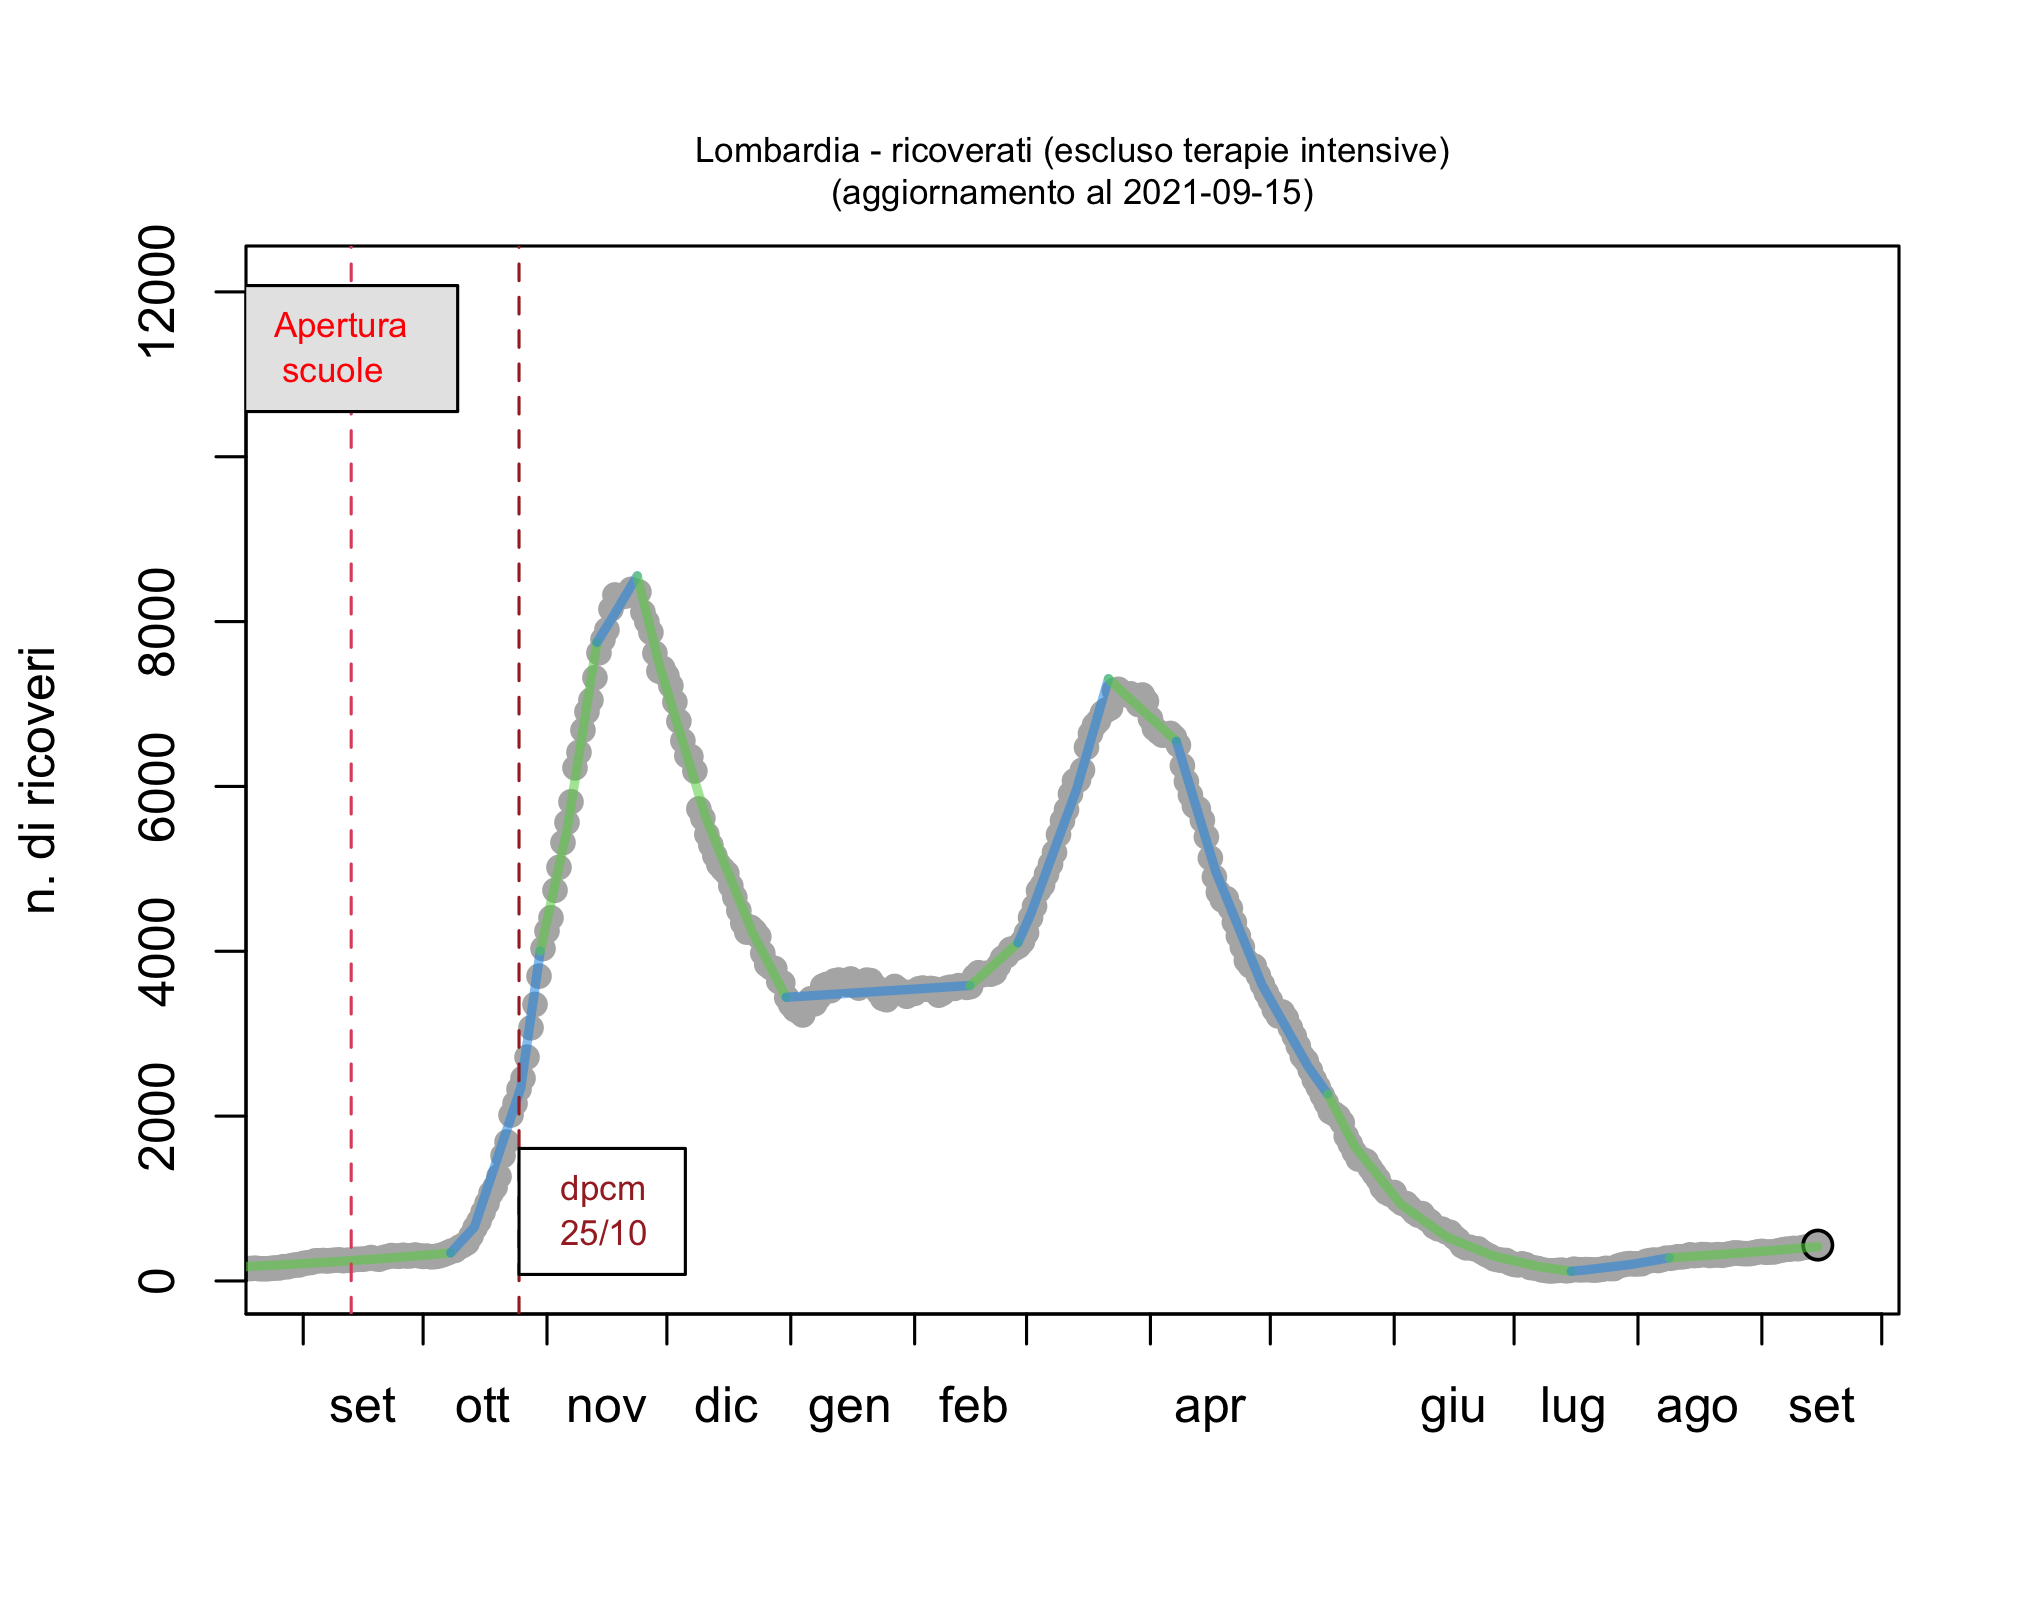 Lombardia - ricoverati (escluso terapie intensive)
(aggiornamento al 2021-09-15)
12000
8000
6000
4000
2000
0
n. di ricoveri
Apertura
scuole
dpcm
25/10
set ott nov dic gen feb apr giu lug ago set